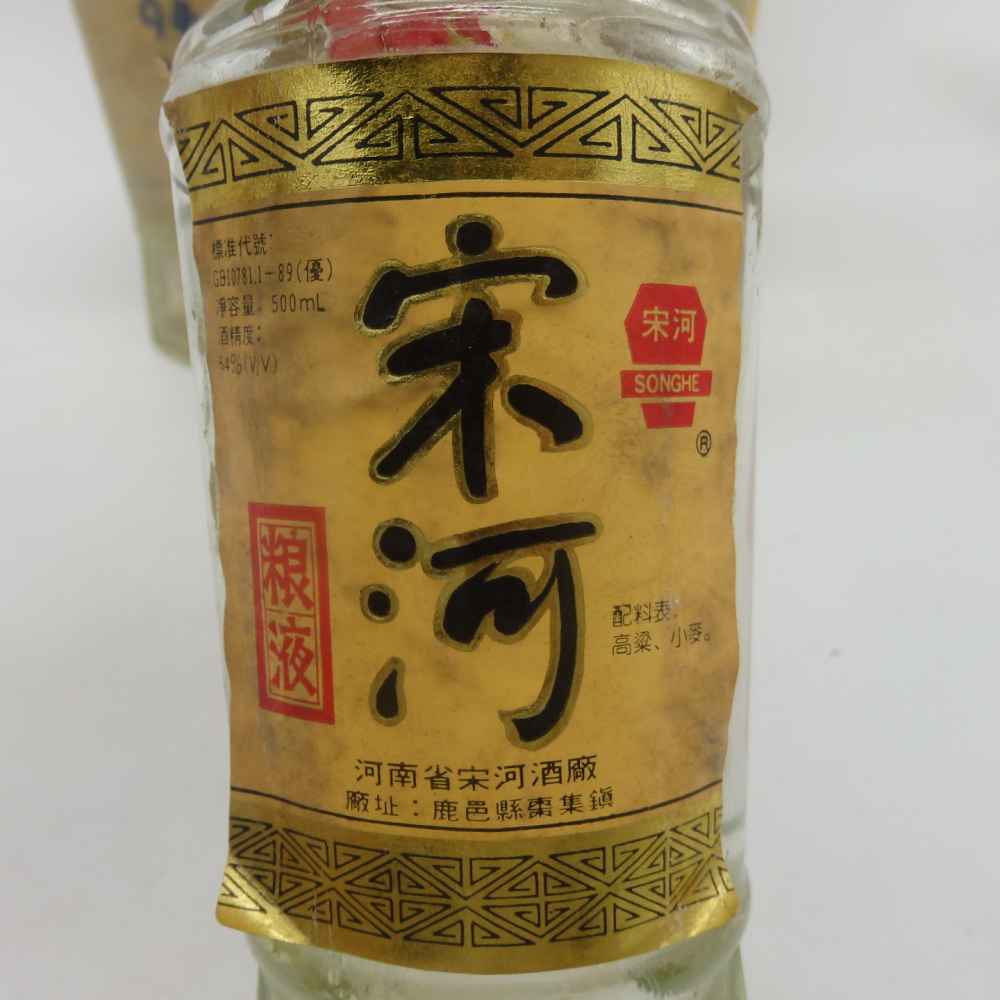 標准代號:
GB10781.1-89(優)
淨容量: 500mL
酒精度:
54%(V/V)
宋河
宋河
SONGHE
®
粮液
配料表:
高粱、小麥。
河南省宋河酒廠
廠址:鹿邑縣棗集鎮